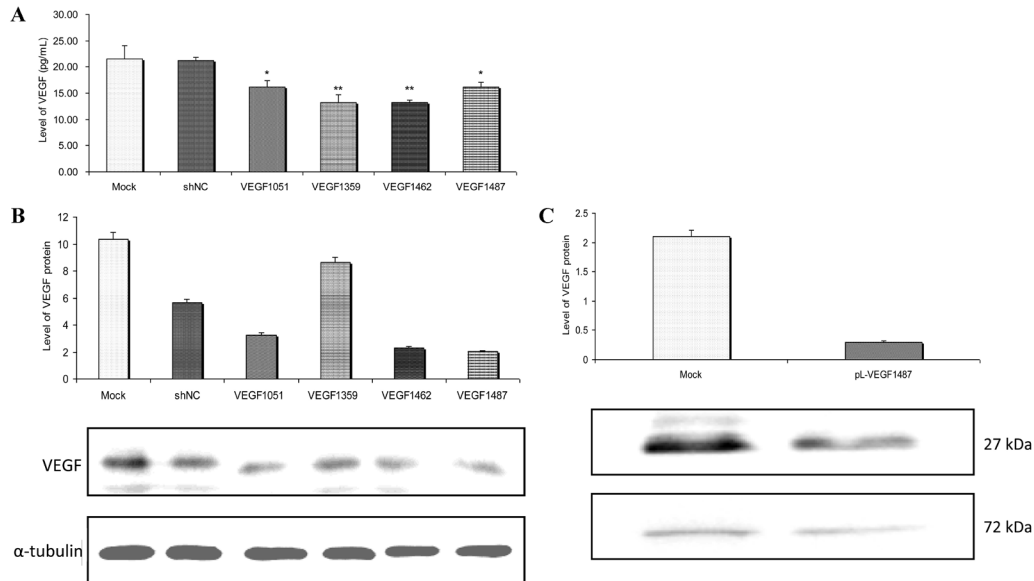 A
Level of VEGF (pg/mL)
30.00
25.00
20.00
15.00
10.00
5.00
0.00
* ** ** *
Mock shNC VEGF1051 VEGF1359 VEGF1462 VEGF1487
B
Level of VEGF protein
12
10
8
6
4
2
0
Mock shNC VEGF1051 VEGF1359 VEGF1462 VEGF1487
VEGF
α-tubulin
C
Level of VEGF protein
2.5
2
1.5
1
0.5
0
Mock pL-VEGF1487
27 kDa
72 kDa